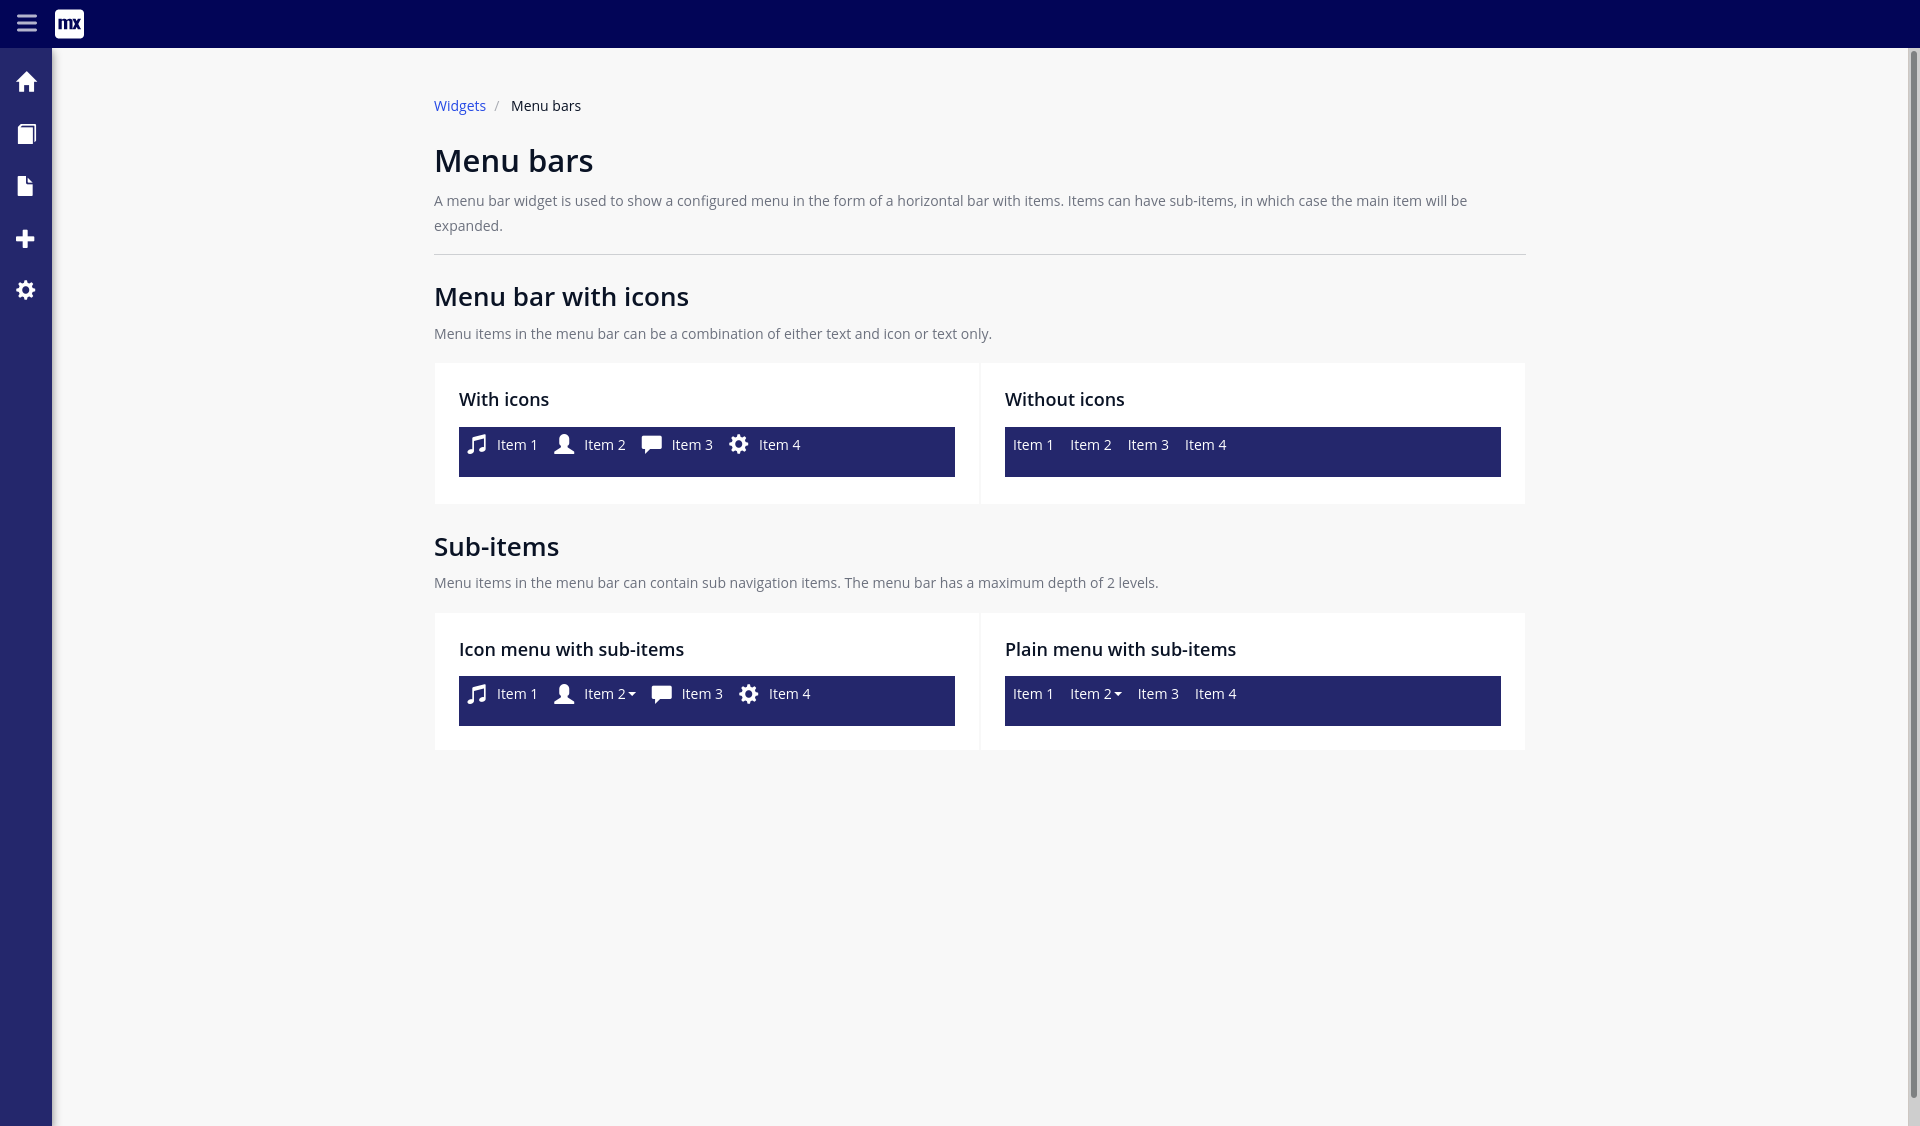 mx
Widgets / Menu bars
Menu bars
A menu bar widget is used to show a configured menu in the form of a horizontal bar with items. Items can have sub-items, in which case the main item will be
expanded.
Menu bar with icons
Menu items in the menu bar can be a combination of either text and icon or text only.
With icons
Item 1 Item 2 Item 3 Item 4
Without icons
Item 1 Item 2 Item 3 Item 4
Sub-items
Menu items in the menu bar can contain sub navigation items. The menu bar has a maximum depth of 2 levels.
Icon menu with sub-items
Item 1 Item 2 Item 3 Item 4
Plain menu with sub-items
Item 1 Item 2 Item 3 Item 4